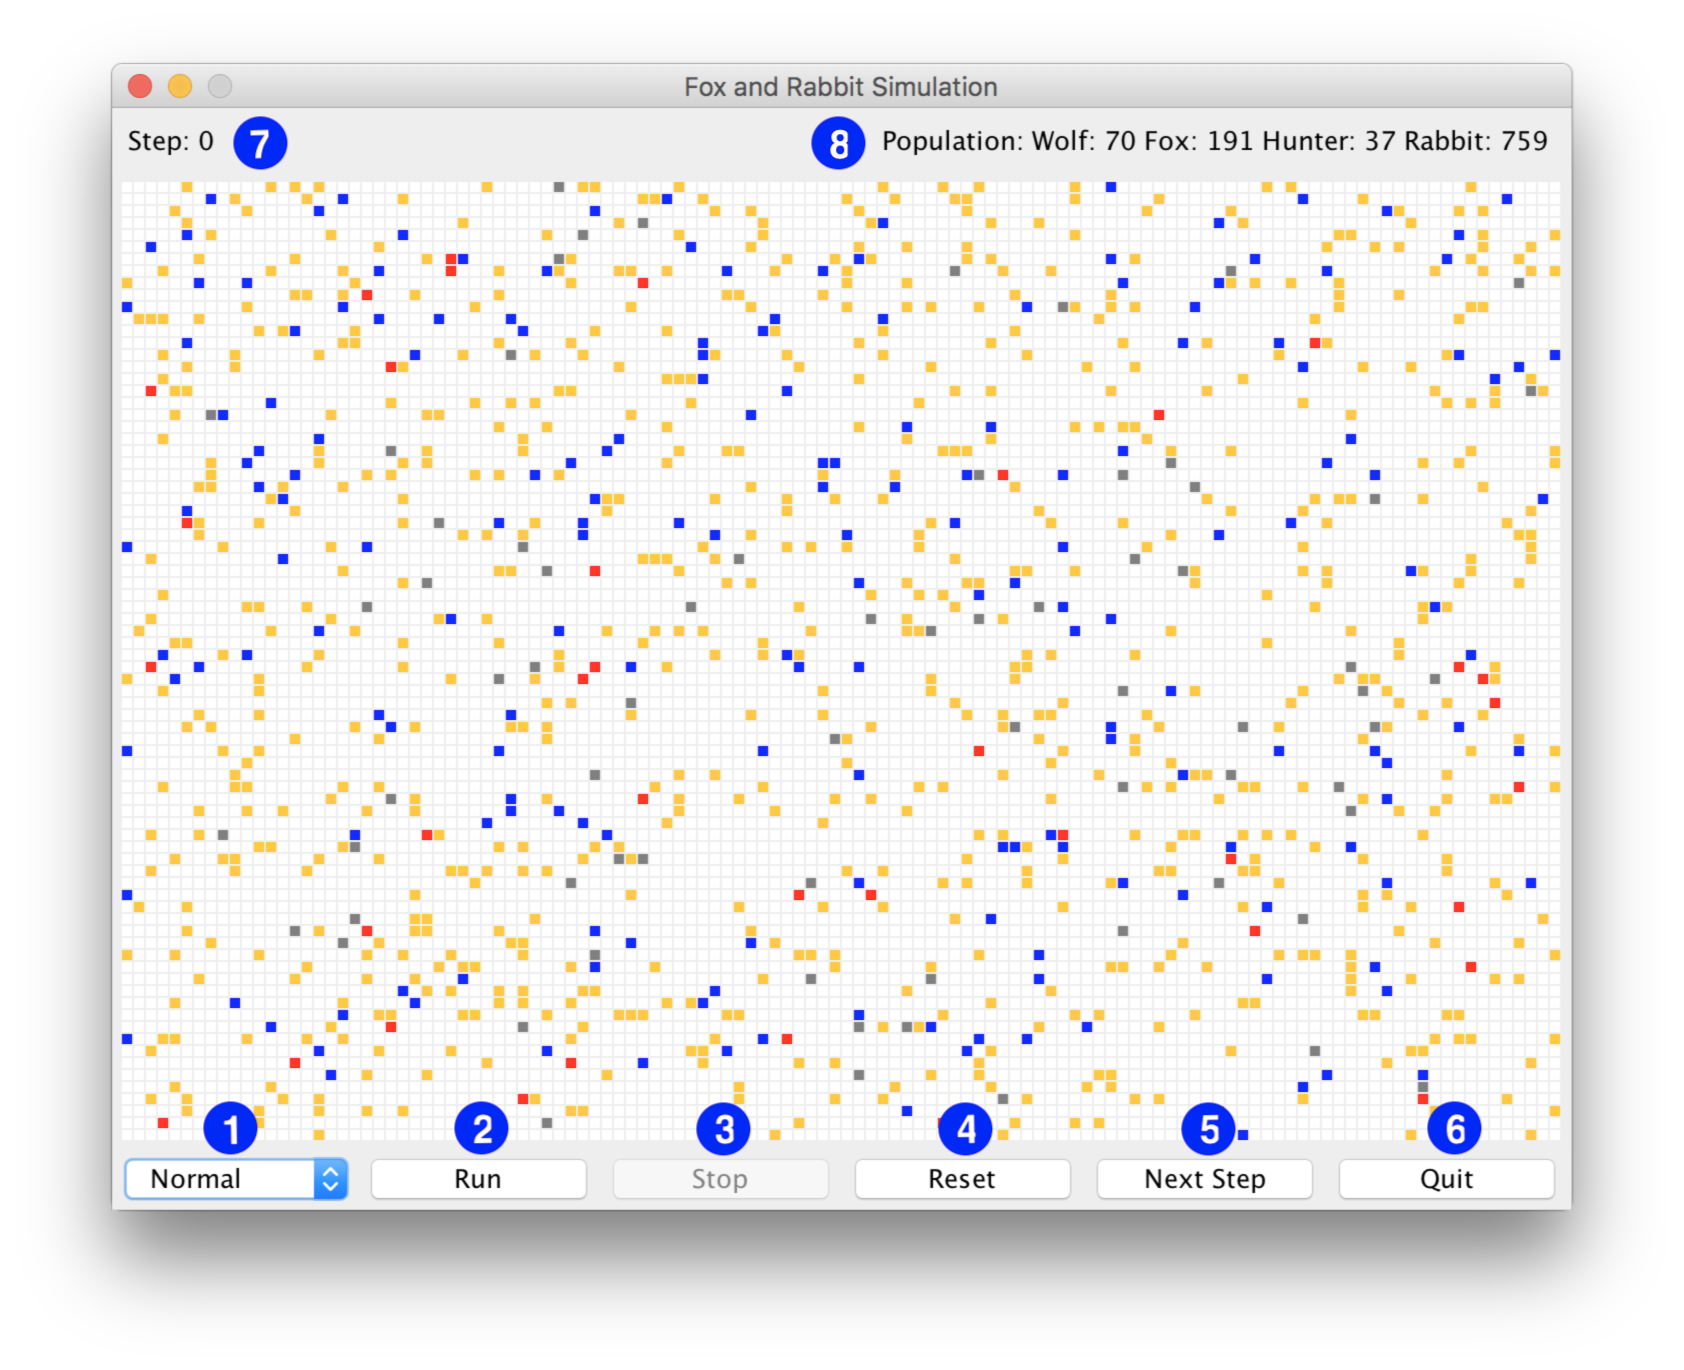 Fox and Rabbit Simulation
Step: 0 7 8 Population: Wolf: 70 Fox: 191 Hunter: 37 Rabbit: 759
1 2 3 4 5 6
Normal Run Stop Reset Next Step Quit